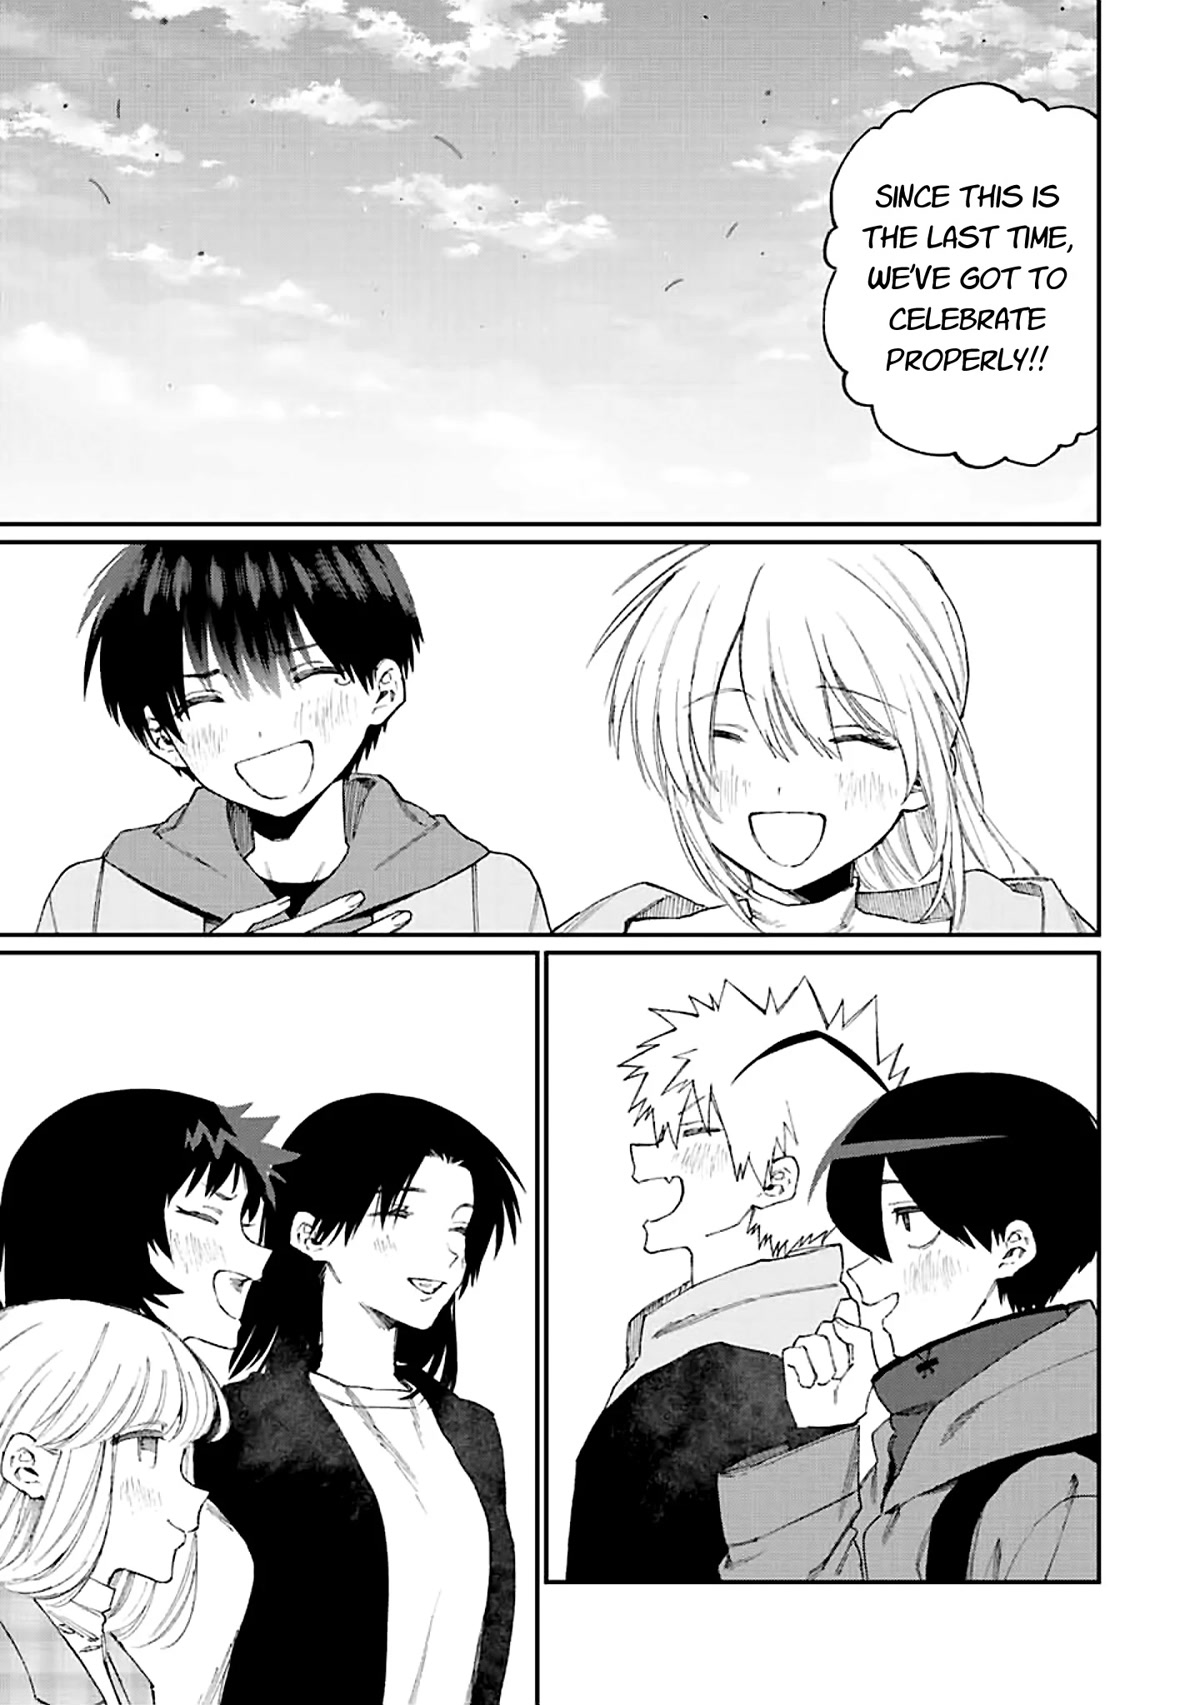 SINCE THIS IS
THE LAST TIME,
WE'VE GOT TO
CELEBRATE
PROPERLY!!